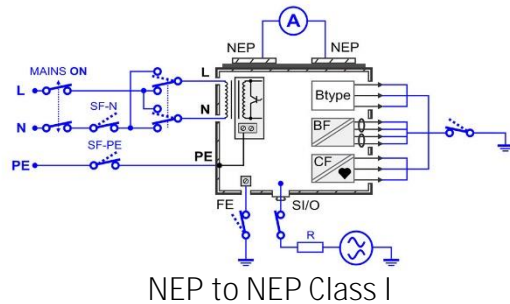 A
NEP NEP
MAINS ON
L
L
Btype
SF-N
N
N
BF
SF-PE
PE
PE
CF
FE
SI/O
R
NEP to NEP Class I